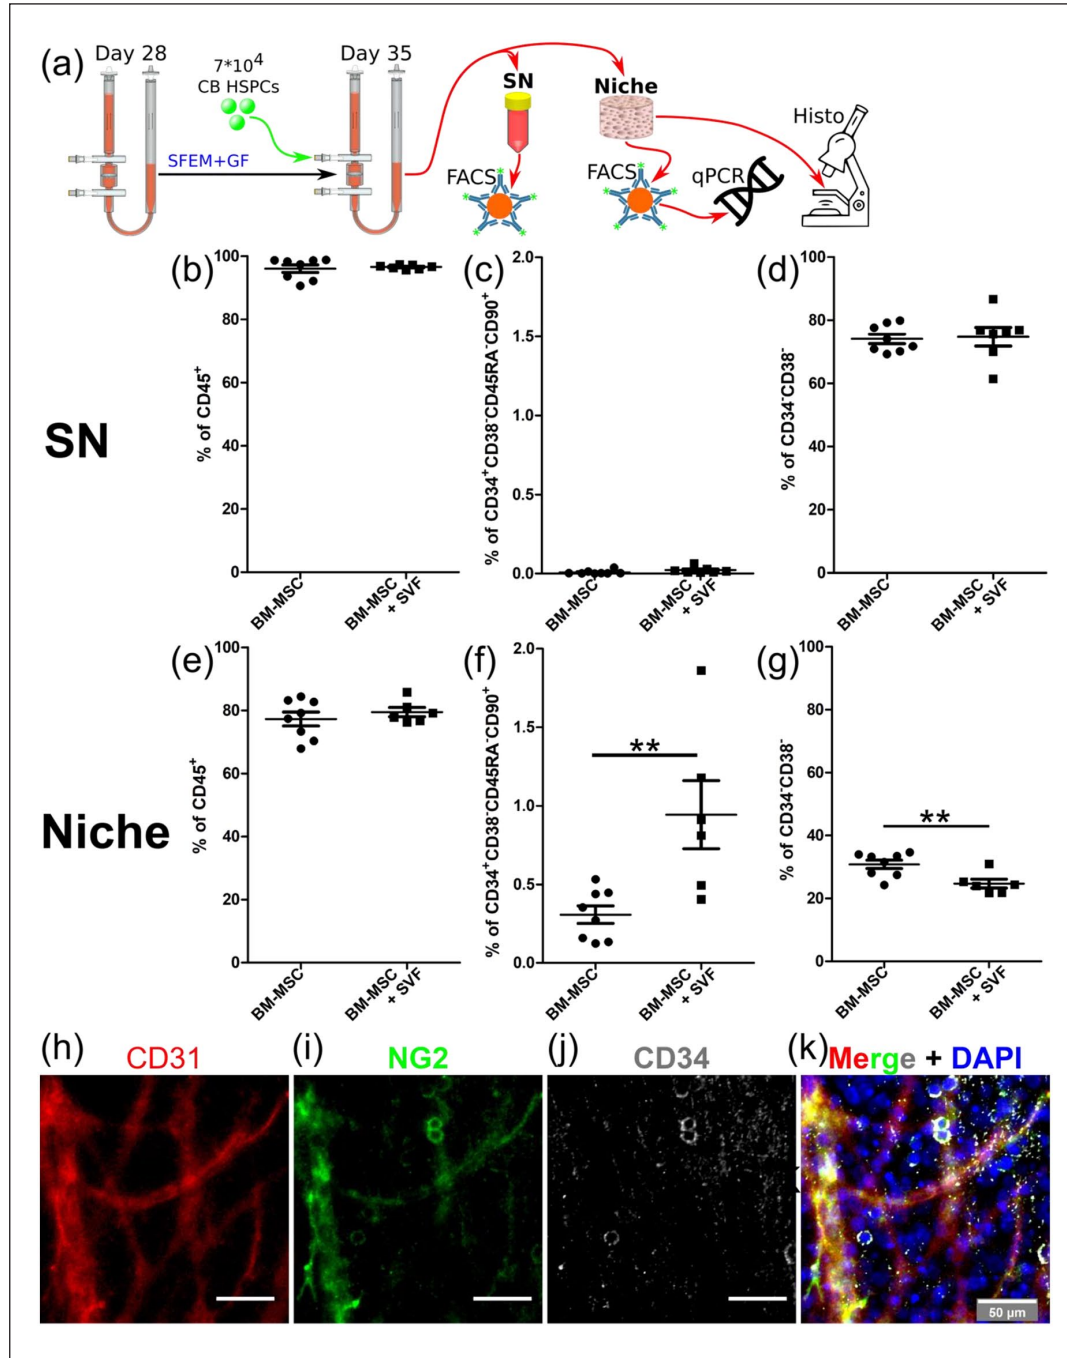 (a)
Day 28
7*10⁴
CB HSPCs
SFEM+GF
Day 35
SN
FACS
Niche
FACS
qPCR
Histo
SN
(b)
% of CD45⁺
100
80
60
40
20
0
BM-MSC
BM-MSC
+ SVF
(c)
% of CD34⁺CD38⁻CD45RA⁻CD90⁺
2.0
1.5
1.0
0.5
0.0
BM-MSC
BM-MSC
+ SVF
(d)
% of CD34⁻CD38⁻
100
80
60
40
20
0
BM-MSC
BM-MSC
+ SVF
Niche
(e)
% of CD45⁺
100
80
60
40
20
0
BM-MSC
BM-MSC
+ SVF
(f)
% of CD34⁺CD38⁻CD45RA⁻CD90⁺
2.0
1.5
1.0
0.5
0.0
**
BM-MSC
BM-MSC
+ SVF
(g)
% of CD34⁻CD38⁻
100
80
60
40
20
0
**
BM-MSC
BM-MSC
+ SVF
(h)
CD31
(i)
NG2
(j)
CD34
(k)
Merge + DAPI
50 µm